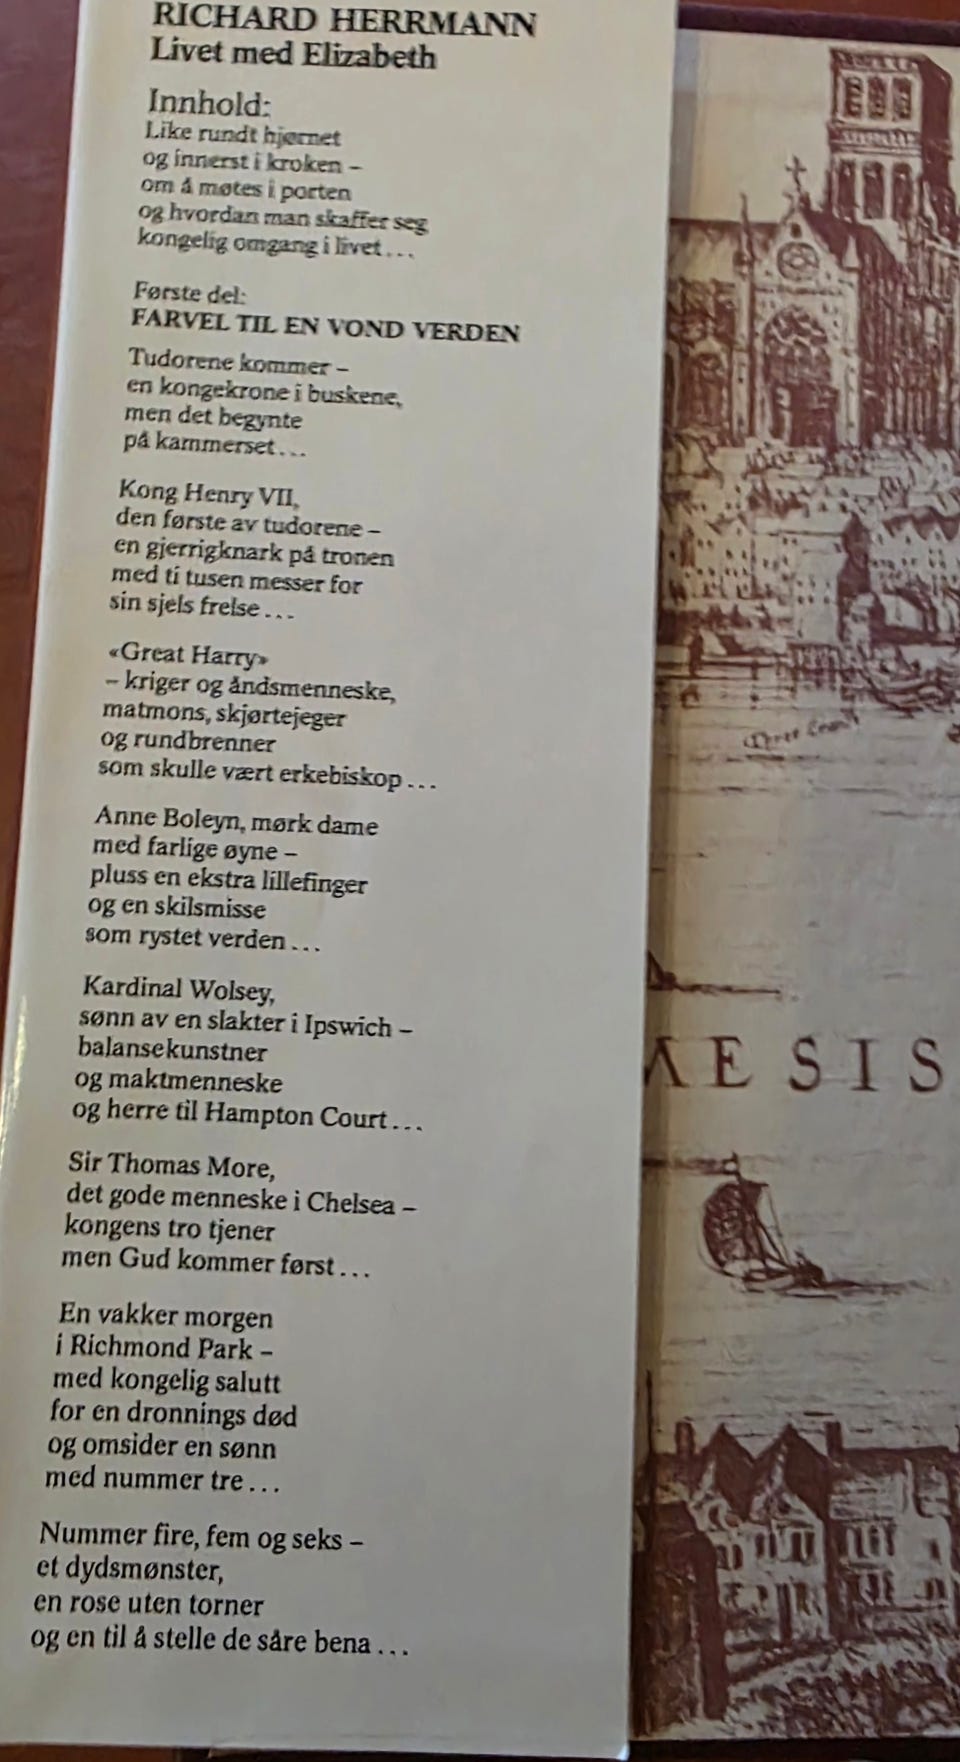 RICHARD HERRMANN
Livet med Elizabeth
Innhold:
Like rundt hjørnet
og innerst i kroken –
om å møtes i porten
og hvordan man skaffer seg
kongelig omgang i livet...
Første del:
FARVEL TIL EN VOND VERDEN
Tudorene kommer –
en kongekrone i buskene,
men det begynte
på kammerset...
Kong Henry VII,
den første av tudorene –
en gjerrigknark på tronen
med ti tusen messer for
sin sjels frelse...
«Great Harry»
– kriger og åndsmenneske,
matmons, skjørtejeger
og rundbrenner
som skulle vært erkebiskop...
Anne Boleyn, mørk dame
med farlige øyne –
pluss en ekstra lillefinger
og en skilsmisse
som rystet verden...
Kardinal Wolsey,
sønn av en slakter i Ipswich –
balansekunstner
og maktmenneske
og herre til Hampton Court...
Sir Thomas More,
det gode menneske i Chelsea –
kongens tro tjener
men Gud kommer først...
En vakker morgen
i Richmond Park –
med kongelig salutt
for en dronnings død
og omsider en sønn
med nummer tre...
Nummer fire, fem og seks –
et dydsmønster,
en rose uten torner
og en til å stelle de såre bena...
ESIS